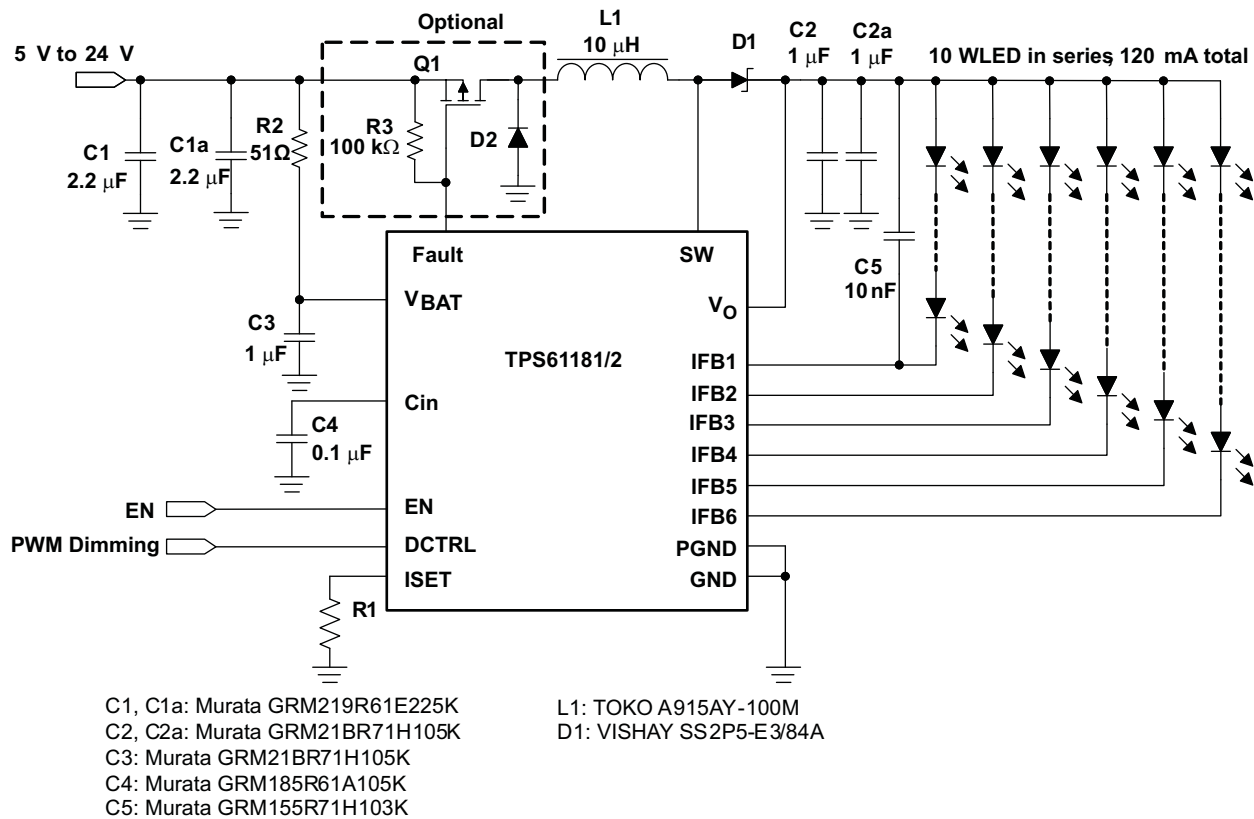 Optional
5 V to 24 V
Q1
L1
10 μH
D1
C2
1 μF
C2a
1 μF
10 WLED in series, 120 mA total
C1
2.2 μF
C1a
2.2 μF
R2
51Ω
R3
100 kΩ
D2
Fault
SW
C5
10 nF
VBAT
VO
C3
1 μF
TPS61181/2
IFB1
IFB2
IFB3
IFB4
IFB5
IFB6
Cin
C4
0.1 μF
EN
EN
PWM Dimming
DCTRL
PGND
ISET
GND
R1
C1, C1a: Murata GRM219R61E225K
C2, C2a: Murata GRM21BR71H105K
C3: Murata GRM21BR71H105K
C4: Murata GRM185R61A105K
C5: Murata GRM155R71H103K
L1: TOKO A915AY-100M
D1: VISHAY SS2P5-E3/84A